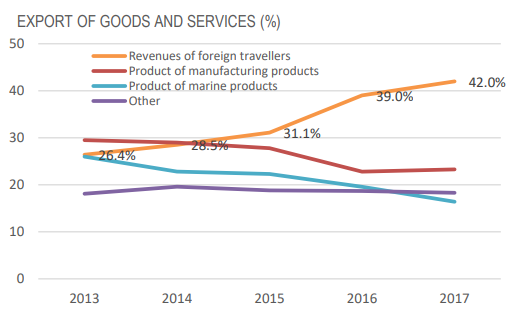 EXPORT OF GOODS AND SERVICES (%)
50
Revenues of foreign travellers
Product of manufacturing products
40
Product of marine products
Other
42.0%
39.0%
30
31.1%
28.5%
26.4%
20
10
0
2013 2014 2015 2016 2017